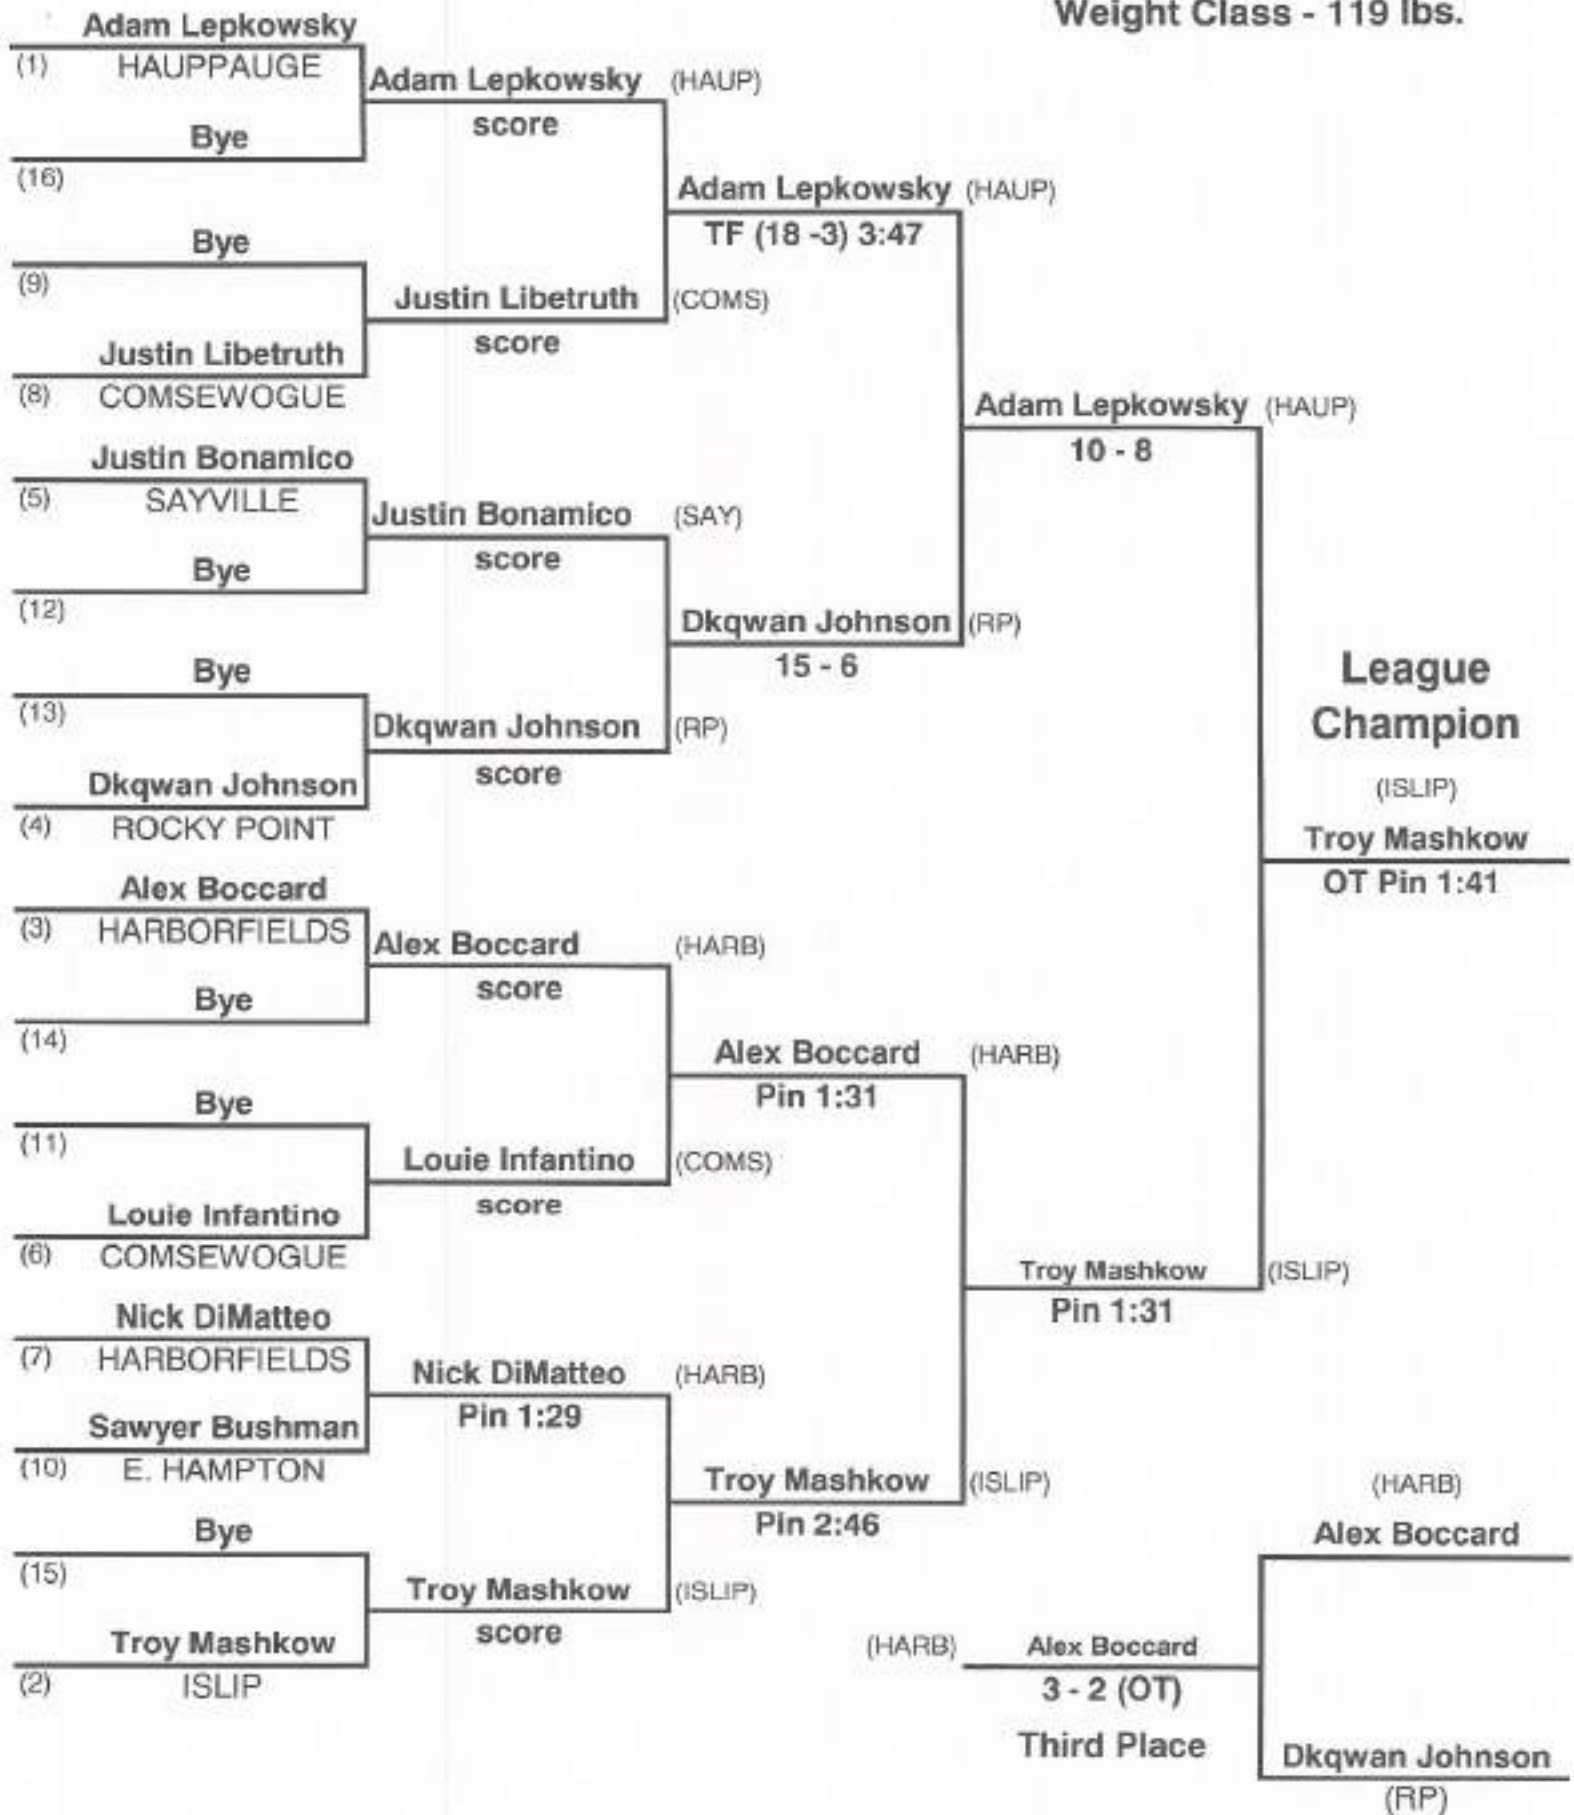 Weight Class - 119 lbs.
Adam Lepkowsky
(1) HAUPPAUGE
Adam Lepkowsky (HAUP)
score
Bye
(16)
Adam Lepkowsky (HAUP)
TF (18 -3) 3:47
Bye
(9)
Justin Libetruth (COMS)
score
Justin Libetruth
(8) COMSEWOGUE
Adam Lepkowsky (HAUP)
10 - 8
Justin Bonamico
(5) SAYVILLE
Justin Bonamico (SAY)
score
Bye
(12)
Dkqwan Johnson (RP)
15 - 6
Bye
(13)
Dkqwan Johnson (RP)
score
Dkqwan Johnson
(4) ROCKY POINT
League
Champion
(ISLIP)
Troy Mashkow
OT Pin 1:41
Alex Boccard
(3) HARBORFIELDS
Alex Boccard (HARB)
score
Bye
(14)
Alex Boccard (HARB)
Pin 1:31
Bye
(11)
Louie Infantino (COMS)
score
Louie Infantino
(6) COMSEWOGUE
Troy Mashkow (ISLIP)
Pin 1:31
Nick DiMatteo
(7) HARBORFIELDS
Nick DiMatteo (HARB)
Pin 1:29
Sawyer Bushman
(10) E. HAMPTON
Troy Mashkow (ISLIP)
Pin 2:46
Bye
(15)
Troy Mashkow (ISLIP)
score
Troy Mashkow
(2) ISLIP
(HARB)
Alex Boccard
(HARB) Alex Boccard
3 - 2 (OT)
Third Place
Dkqwan Johnson
(RP)